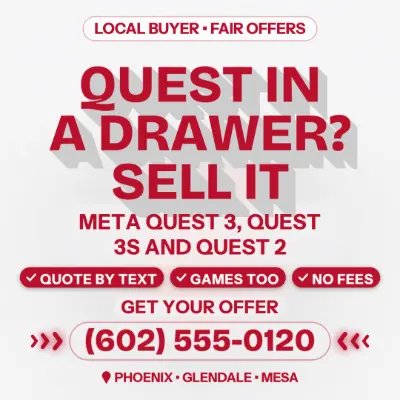 LOCAL BUYER • FAIR OFFERS
QUEST IN
A DRAWER?
SELL IT
META QUEST 3, QUEST
3S AND QUEST 2
✓ QUOTE BY TEXT ✓ GAMES TOO ✓ NO FEES
GET YOUR OFFER
(602) 555-0120
PHOENIX • GLENDALE • MESA